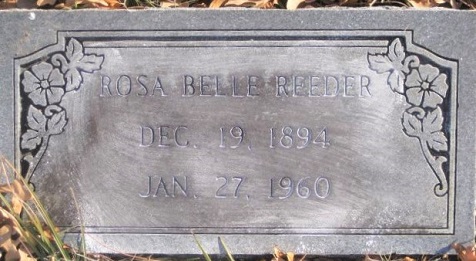 ROSA BELLE REEDER
DEC. 19, 1894
JAN. 27, 1960